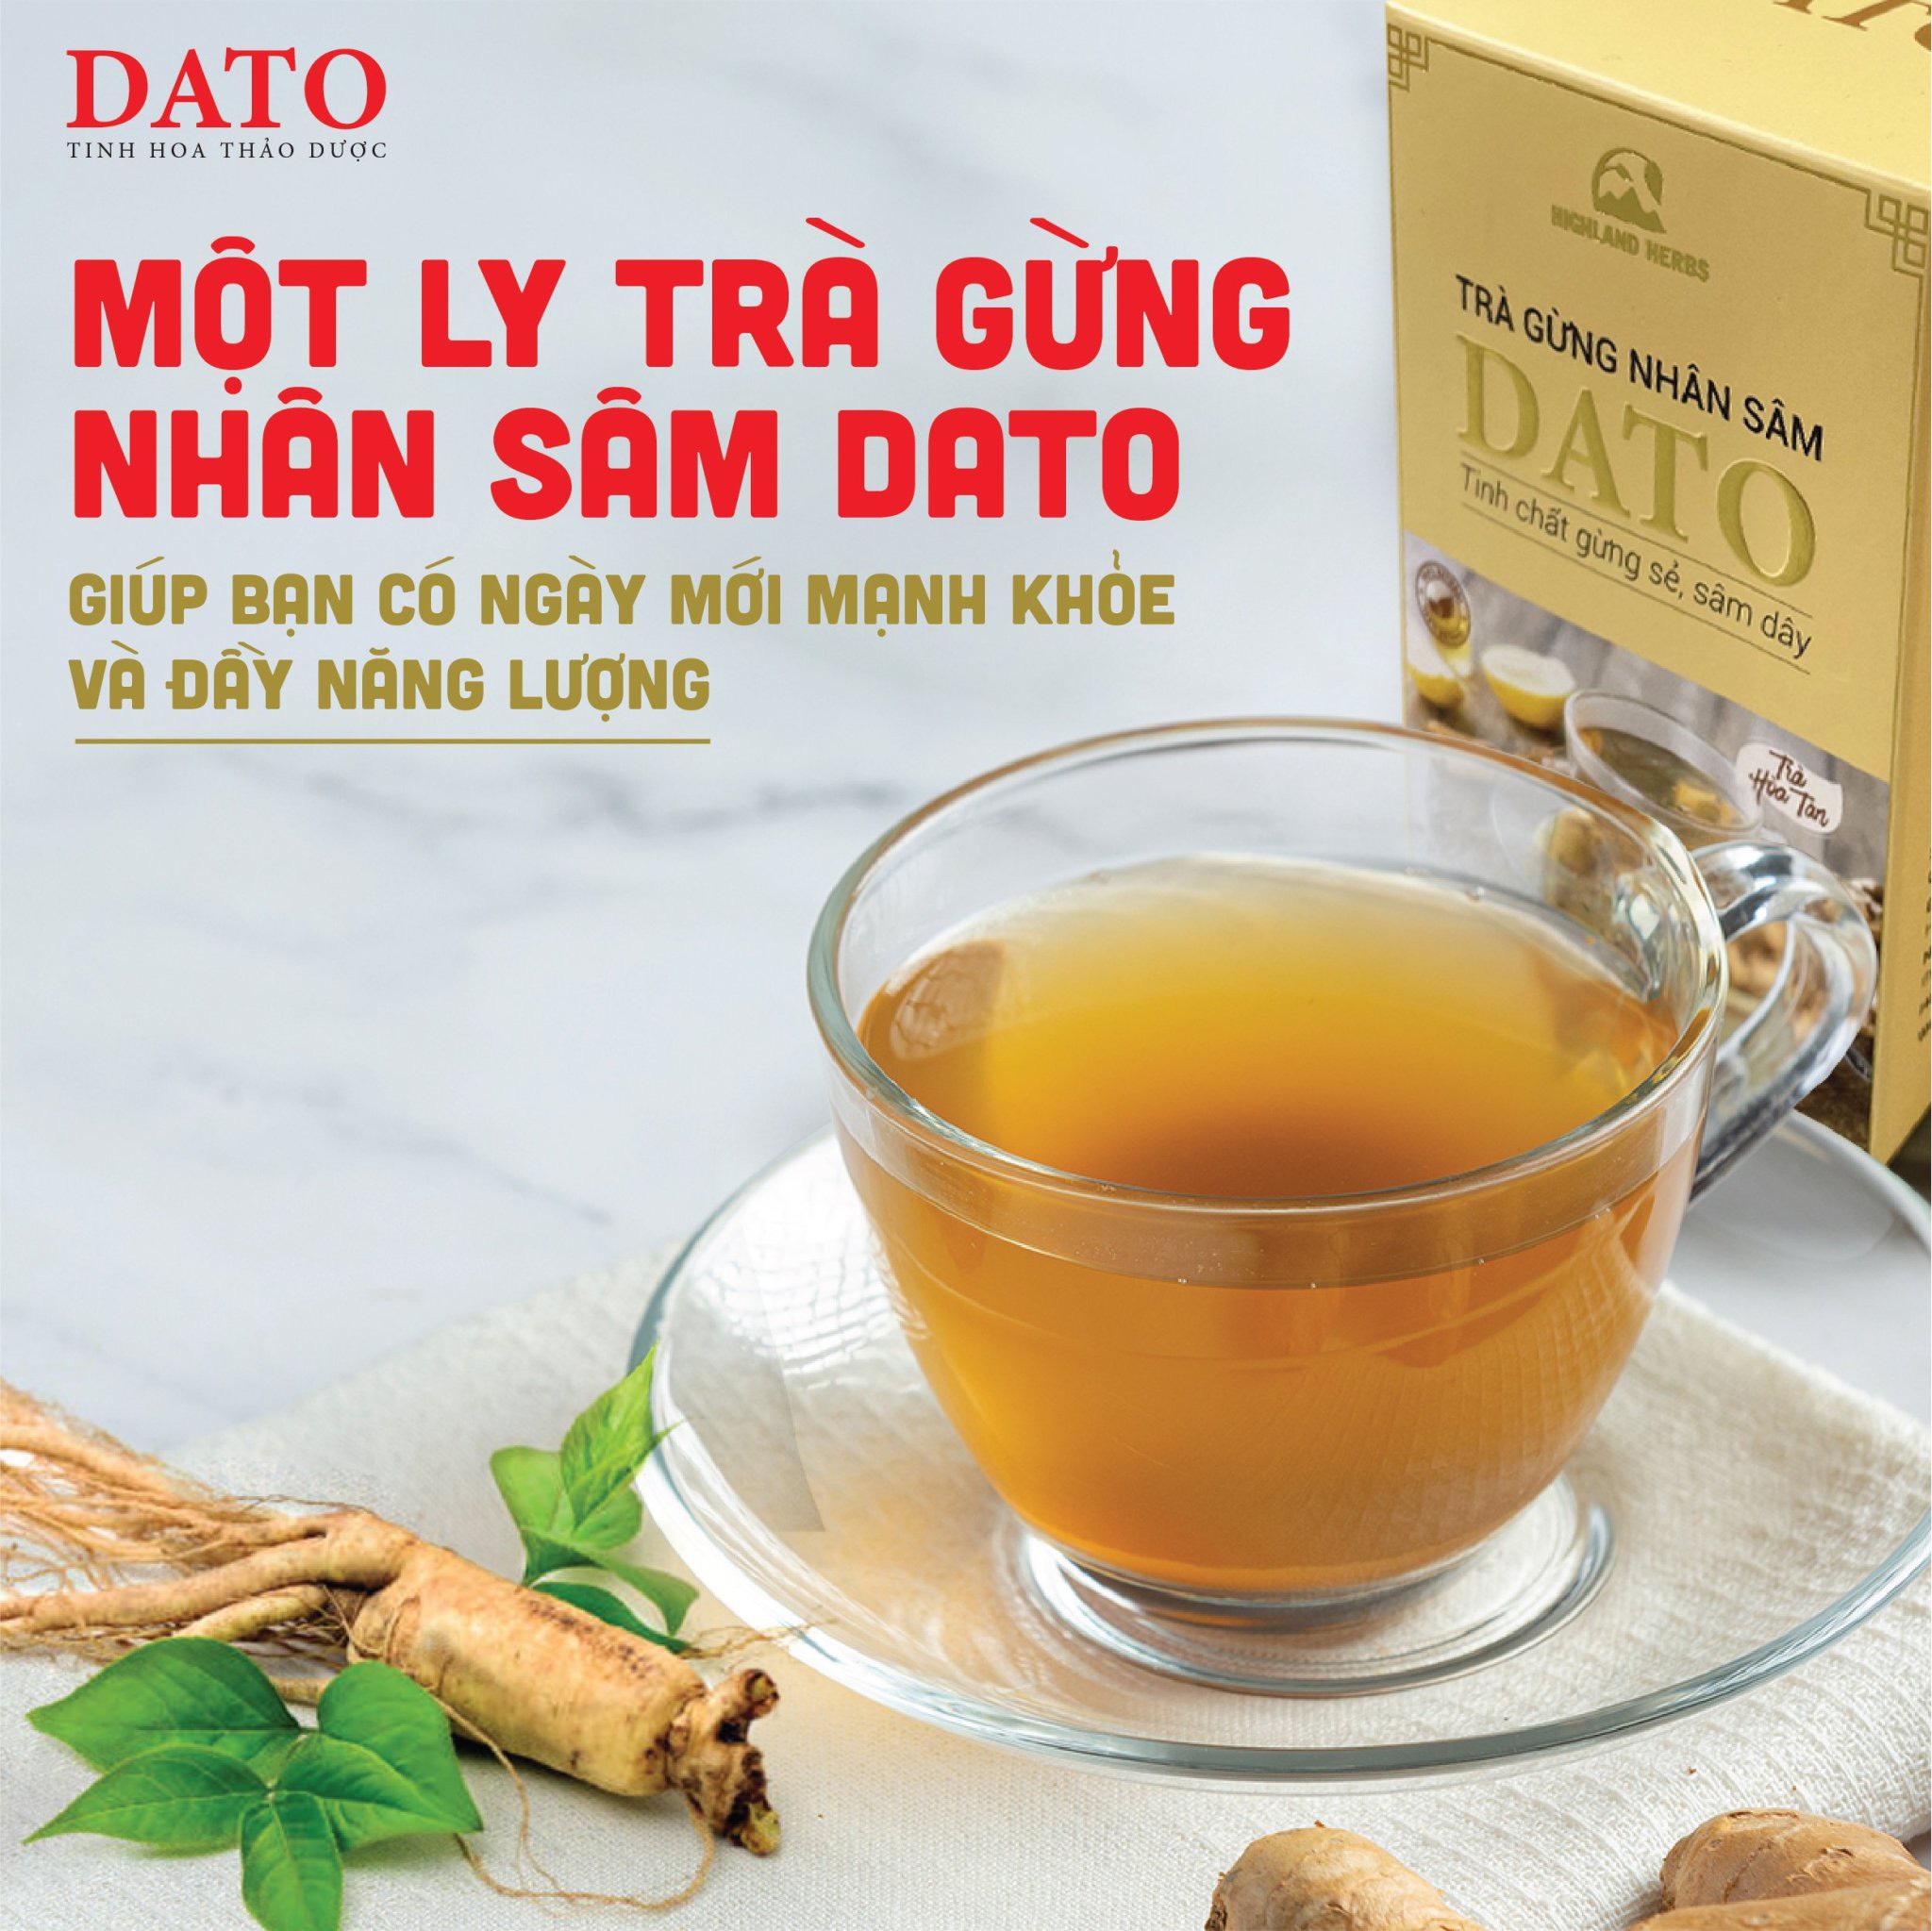 DATO
TINH HOA THẢO DƯỢC
MỘT LY TRÀ GỪNG
NHÂN SÂM DATO
GIÚP BẠN CÓ NGÀY MỚI MẠNH KHỎE
VÀ ĐẦY NĂNG LƯỢNG
HIGHLAND HERBS
TRÀ GỪNG NHÂN SÂM
DATO
Tinh chất gừng sẻ, sâm dây
Trà
Hòa Tan